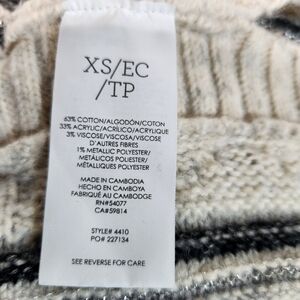 XS/EC
/TP
63% COTTON/ALGODÓN/COTON
33% ACRYLIC/ACRÍLICO/ACRYLIQUE
3% VISCOSE/VISCOSA/VISCOSE
D'AUTRES FIBRES
1% METALLIC POLYESTER/
METÁLICOS POLIÉSTER/
MÉTALLIQUES POLYESTER
MADE IN CAMBODIA
HECHO EN CAMBOYA
FABRIQUÉ AU CAMBODGE
RN#54077
CA#59814
STYLE# 4410
PO# 227134
SEE REVERSE FOR CARE